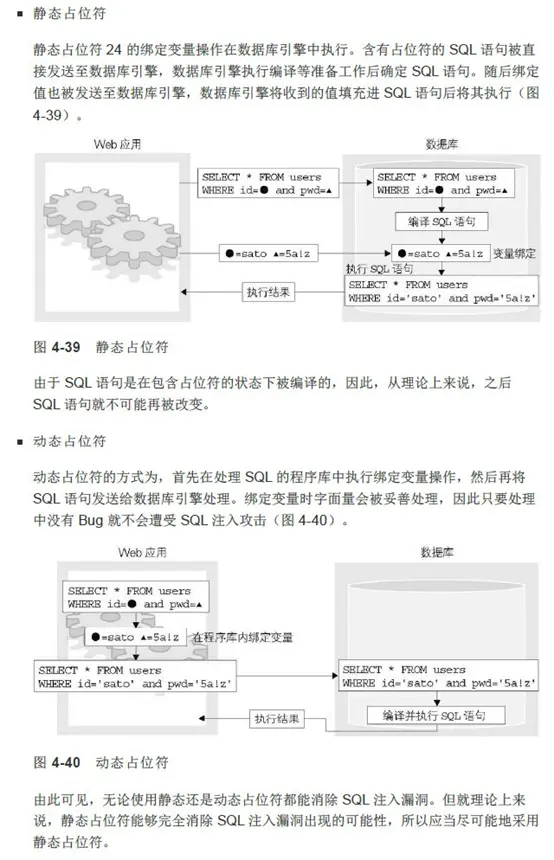 ▪ 静态占位符
静态占位符 24 的绑定变量操作在数据库引擎中执行。含有占位符的 SQL 语句被直
接发送至数据库引擎，数据库引擎执行编译等准备工作后确定 SQL 语句。随后绑定
值也被发送至数据库引擎，数据库引擎将收到的值填充进 SQL 语句后将其执行（图
4-39）。
Web 应用
数据库
SELECT * FROM users
WHERE id=● and pwd=▲
SELECT * FROM users
WHERE id=● and pwd=▲
编译 SQL 语句
●=sato ▲=5a!z
●=sato ▲=5a!z
变量绑定
执行 SQL 语句
执行结果
SELECT * FROM users
WHERE id='sato' and pwd='5a!z'
图 4-39 静态占位符
由于 SQL 语句是在包含占位符的状态下被编译的，因此，从理论上来说，之后
SQL 语句就不可能再被改变。
▪ 动态占位符
动态占位符的方式为，首先在处理 SQL 的程序库中执行绑定变量操作，然后再将
SQL 语句发送给数据库引擎处理。绑定变量时字面量会被妥善处理，因此只要处理
中没有 Bug 就不会遭受 SQL 注入攻击（图 4-40）。
Web 应用
数据库
SELECT * FROM users
WHERE id=● and pwd=▲
●=sato ▲=5a!z
在程序库内绑定变量
SELECT * FROM users
WHERE id='sato' and pwd='5a!z'
SELECT * FROM users
WHERE id='sato' and pwd='5a!z'
执行结果
编译并执行 SQL 语句
图 4-40 动态占位符
由此可见，无论使用静态还是动态占位符都能消除 SQL 注入漏洞。但就理论上来
说，静态占位符能够完全消除 SQL 注入漏洞出现的可能性，所以应当尽可能地采用
静态占位符。